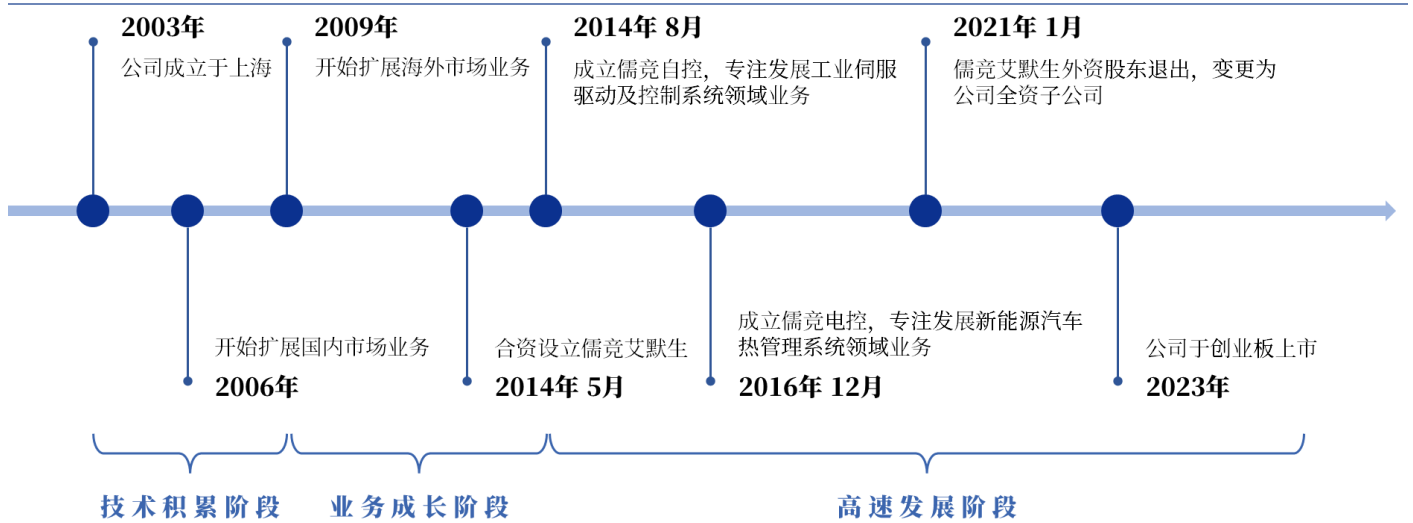 2003年
公司成立于上海
2009年
开始扩展海外市场业务
2014年 8月
成立儒竞自控，专注发展工业伺服
驱动及控制系统领域业务
2021年 1月
儒竞艾默生外资股东退出，变更为
公司全资子公司
开始扩展国内市场业务
2006年
合资设立儒竞艾默生
2014年 5月
成立儒竞电控，专注发展新能源汽车
热管理系统领域业务
2016年 12月
公司于创业板上市
2023年
技术积累阶段
业务成长阶段
高速发展阶段